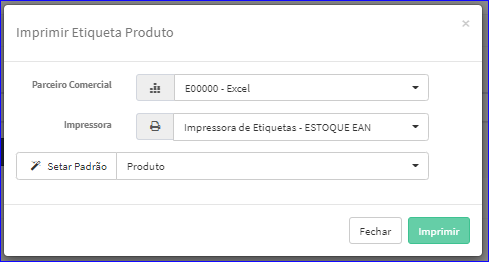 Imprimir Etiqueta Produto
×
Parceiro Comercial
E00000 - Excel
Impressora
Impressora de Etiquetas - ESTOQUE EAN
Setar Padrão
Produto
Fechar
Imprimir